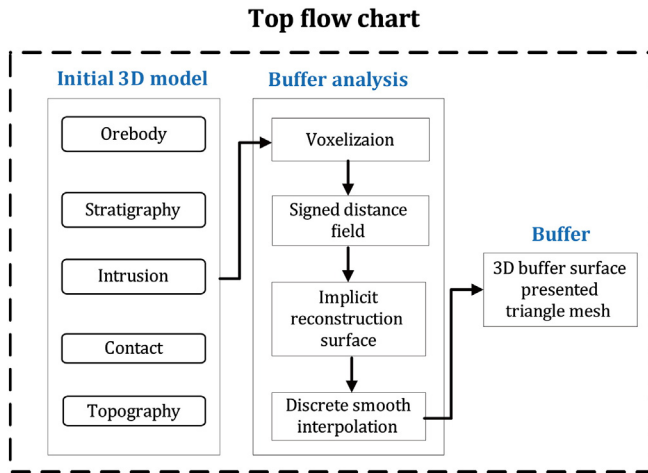 Top flow chart
Initial 3D model
Orebody
Stratigraphy
Intrusion
Contact
Topography
Buffer analysis
Voxelizaion
Signed distance
field
Implicit
reconstruction
surface
Discrete smooth
interpolation
Buffer
3D buffer surface
presented
triangle mesh